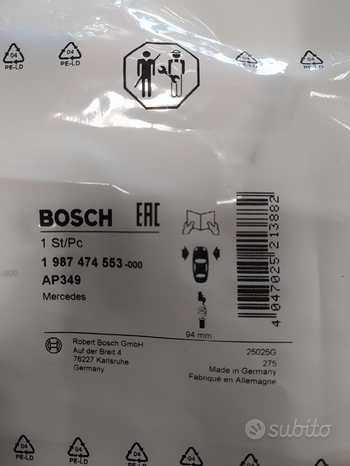 04
PE-LD
04
PE-LD
04
PE-LD
04
PE-LD
BOSCH EAC
1 St/Pc
1 987 474 553-000
AP349
Mercedes
94 mm
4 047025 213882
Robert Bosch GmbH
Auf der Breit 4
76227 Karlsruhe
Germany
25025G
275
Made in Germany
Fabriqué en Allemagne
04
PE-LD
04
PE-LD
04
subito